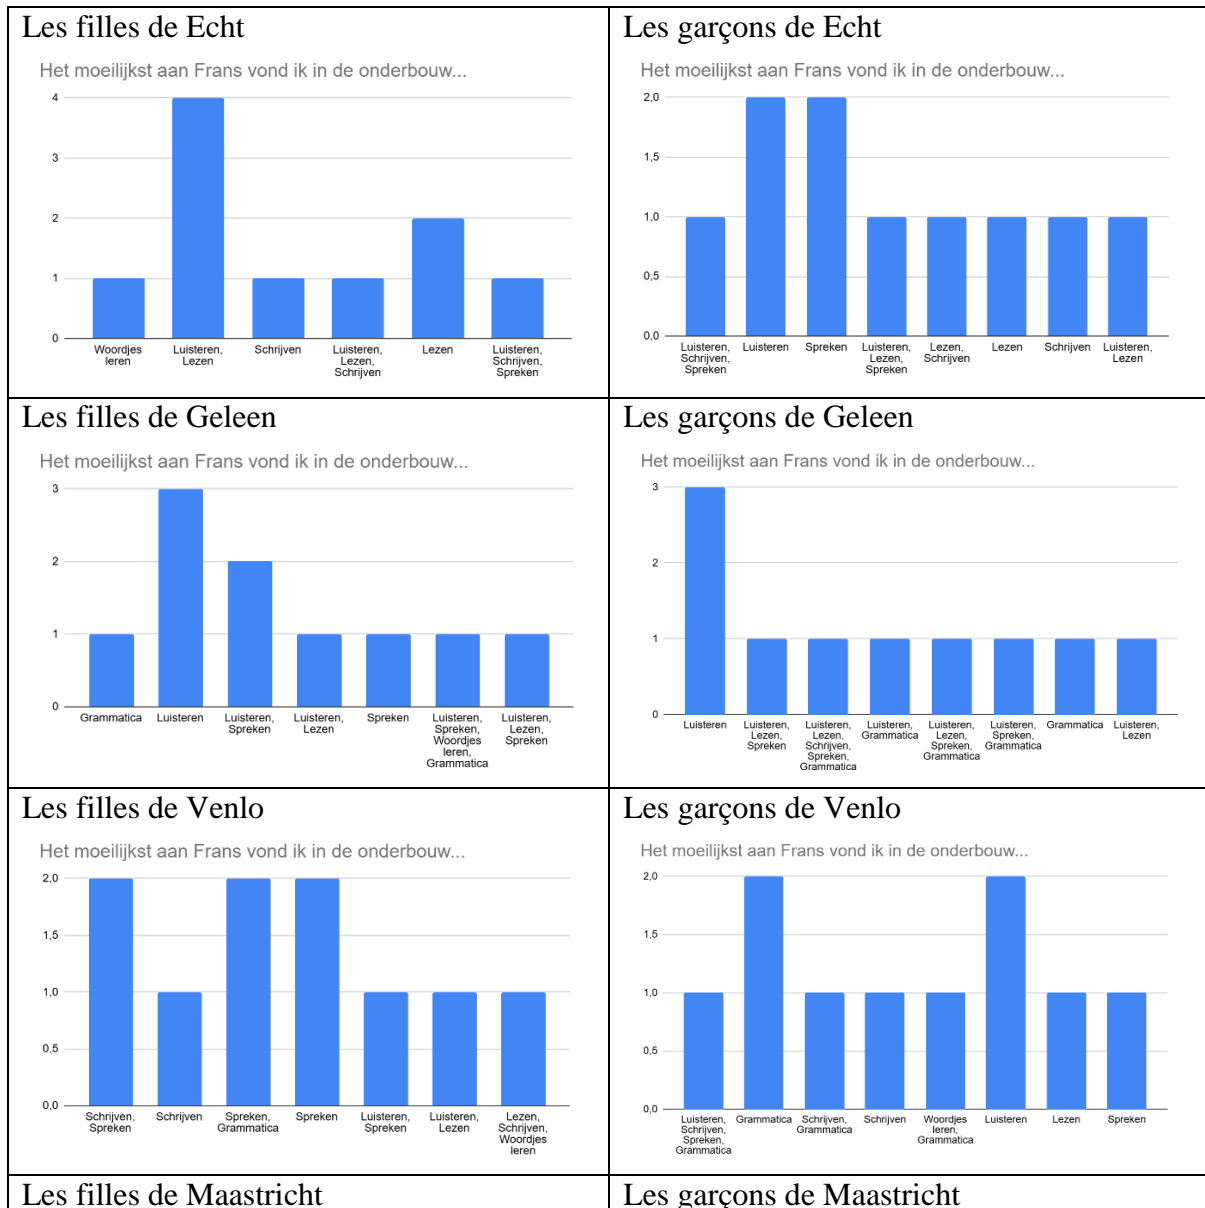 Les filles de Echt
Het moeilijkst aan Frans vond ik in de onderbouw...
4
3
2
1
0
Woordjes
leren
Luisteren,
Lezen
Schrijven
Luisteren,
Lezen,
Schrijven
Lezen
Luisteren,
Schrijven,
Spreken
Les garçons de Echt
Het moeilijkst aan Frans vond ik in de onderbouw...
2,0
1,5
1,0
0,5
0,0
Luisteren,
Schrijven,
Spreken
Luisteren
Spreken
Luisteren,
Lezen,
Spreken
Lezen,
Schrijven
Lezen
Schrijven
Luisteren,
Lezen
Les filles de Geleen
Het moeilijkst aan Frans vond ik in de onderbouw...
3
2
1
0
Grammatica
Luisteren
Luisteren,
Spreken
Luisteren,
Lezen
Spreken
Luisteren,
Spreken,
Woordjes
leren,
Grammatica
Luisteren,
Lezen,
Spreken
Les garçons de Geleen
Het moeilijkst aan Frans vond ik in de onderbouw...
3
2
1
0
Luisteren
Luisteren,
Lezen,
Spreken
Luisteren,
Lezen,
Schrijven,
Spreken,
Grammatica
Luisteren,
Grammatica
Luisteren,
Lezen,
Spreken,
Grammatica
Luisteren,
Spreken,
Grammatica
Grammatica
Luisteren,
Lezen
Les filles de Venlo
Het moeilijkst aan Frans vond ik in de onderbouw...
2,0
1,5
1,0
0,5
0,0
Schrijven,
Spreken
Schrijven
Spreken,
Grammatica
Spreken
Luisteren,
Spreken
Luisteren,
Lezen
Lezen,
Schrijven,
Woordjes
leren
Les garçons de Venlo
Het moeilijkst aan Frans vond ik in de onderbouw...
2,0
1,5
1,0
0,5
0,0
Luisteren,
Schrijven,
Spreken,
Grammatica
Grammatica
Schrijven,
Grammatica
Schrijven
Woordjes
leren,
Grammatica
Luisteren
Lezen
Spreken
Les filles de Maastricht
Les garçons de Maastricht